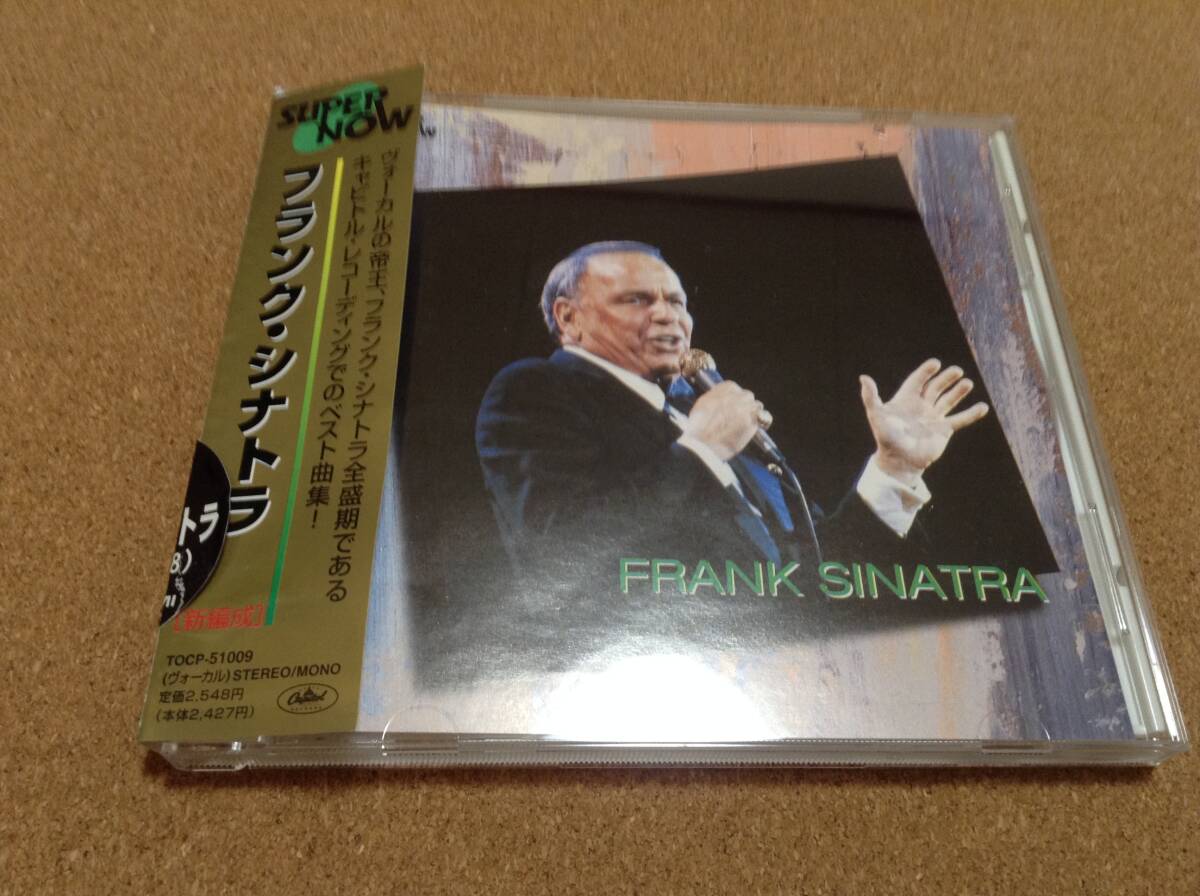 SUPER
NOW
フランク・シナトラ
ヴォーカルの帝王、フランク・シナトラ全盛期である
キャピトル・レコーディングでのベスト曲集!
トラ
[新編成]
TOCP-51009
(ヴォーカル) STEREO/MONO
定価2,548円
(本体2,427円)
Capitol
RECORDS
FRANK SINATRA